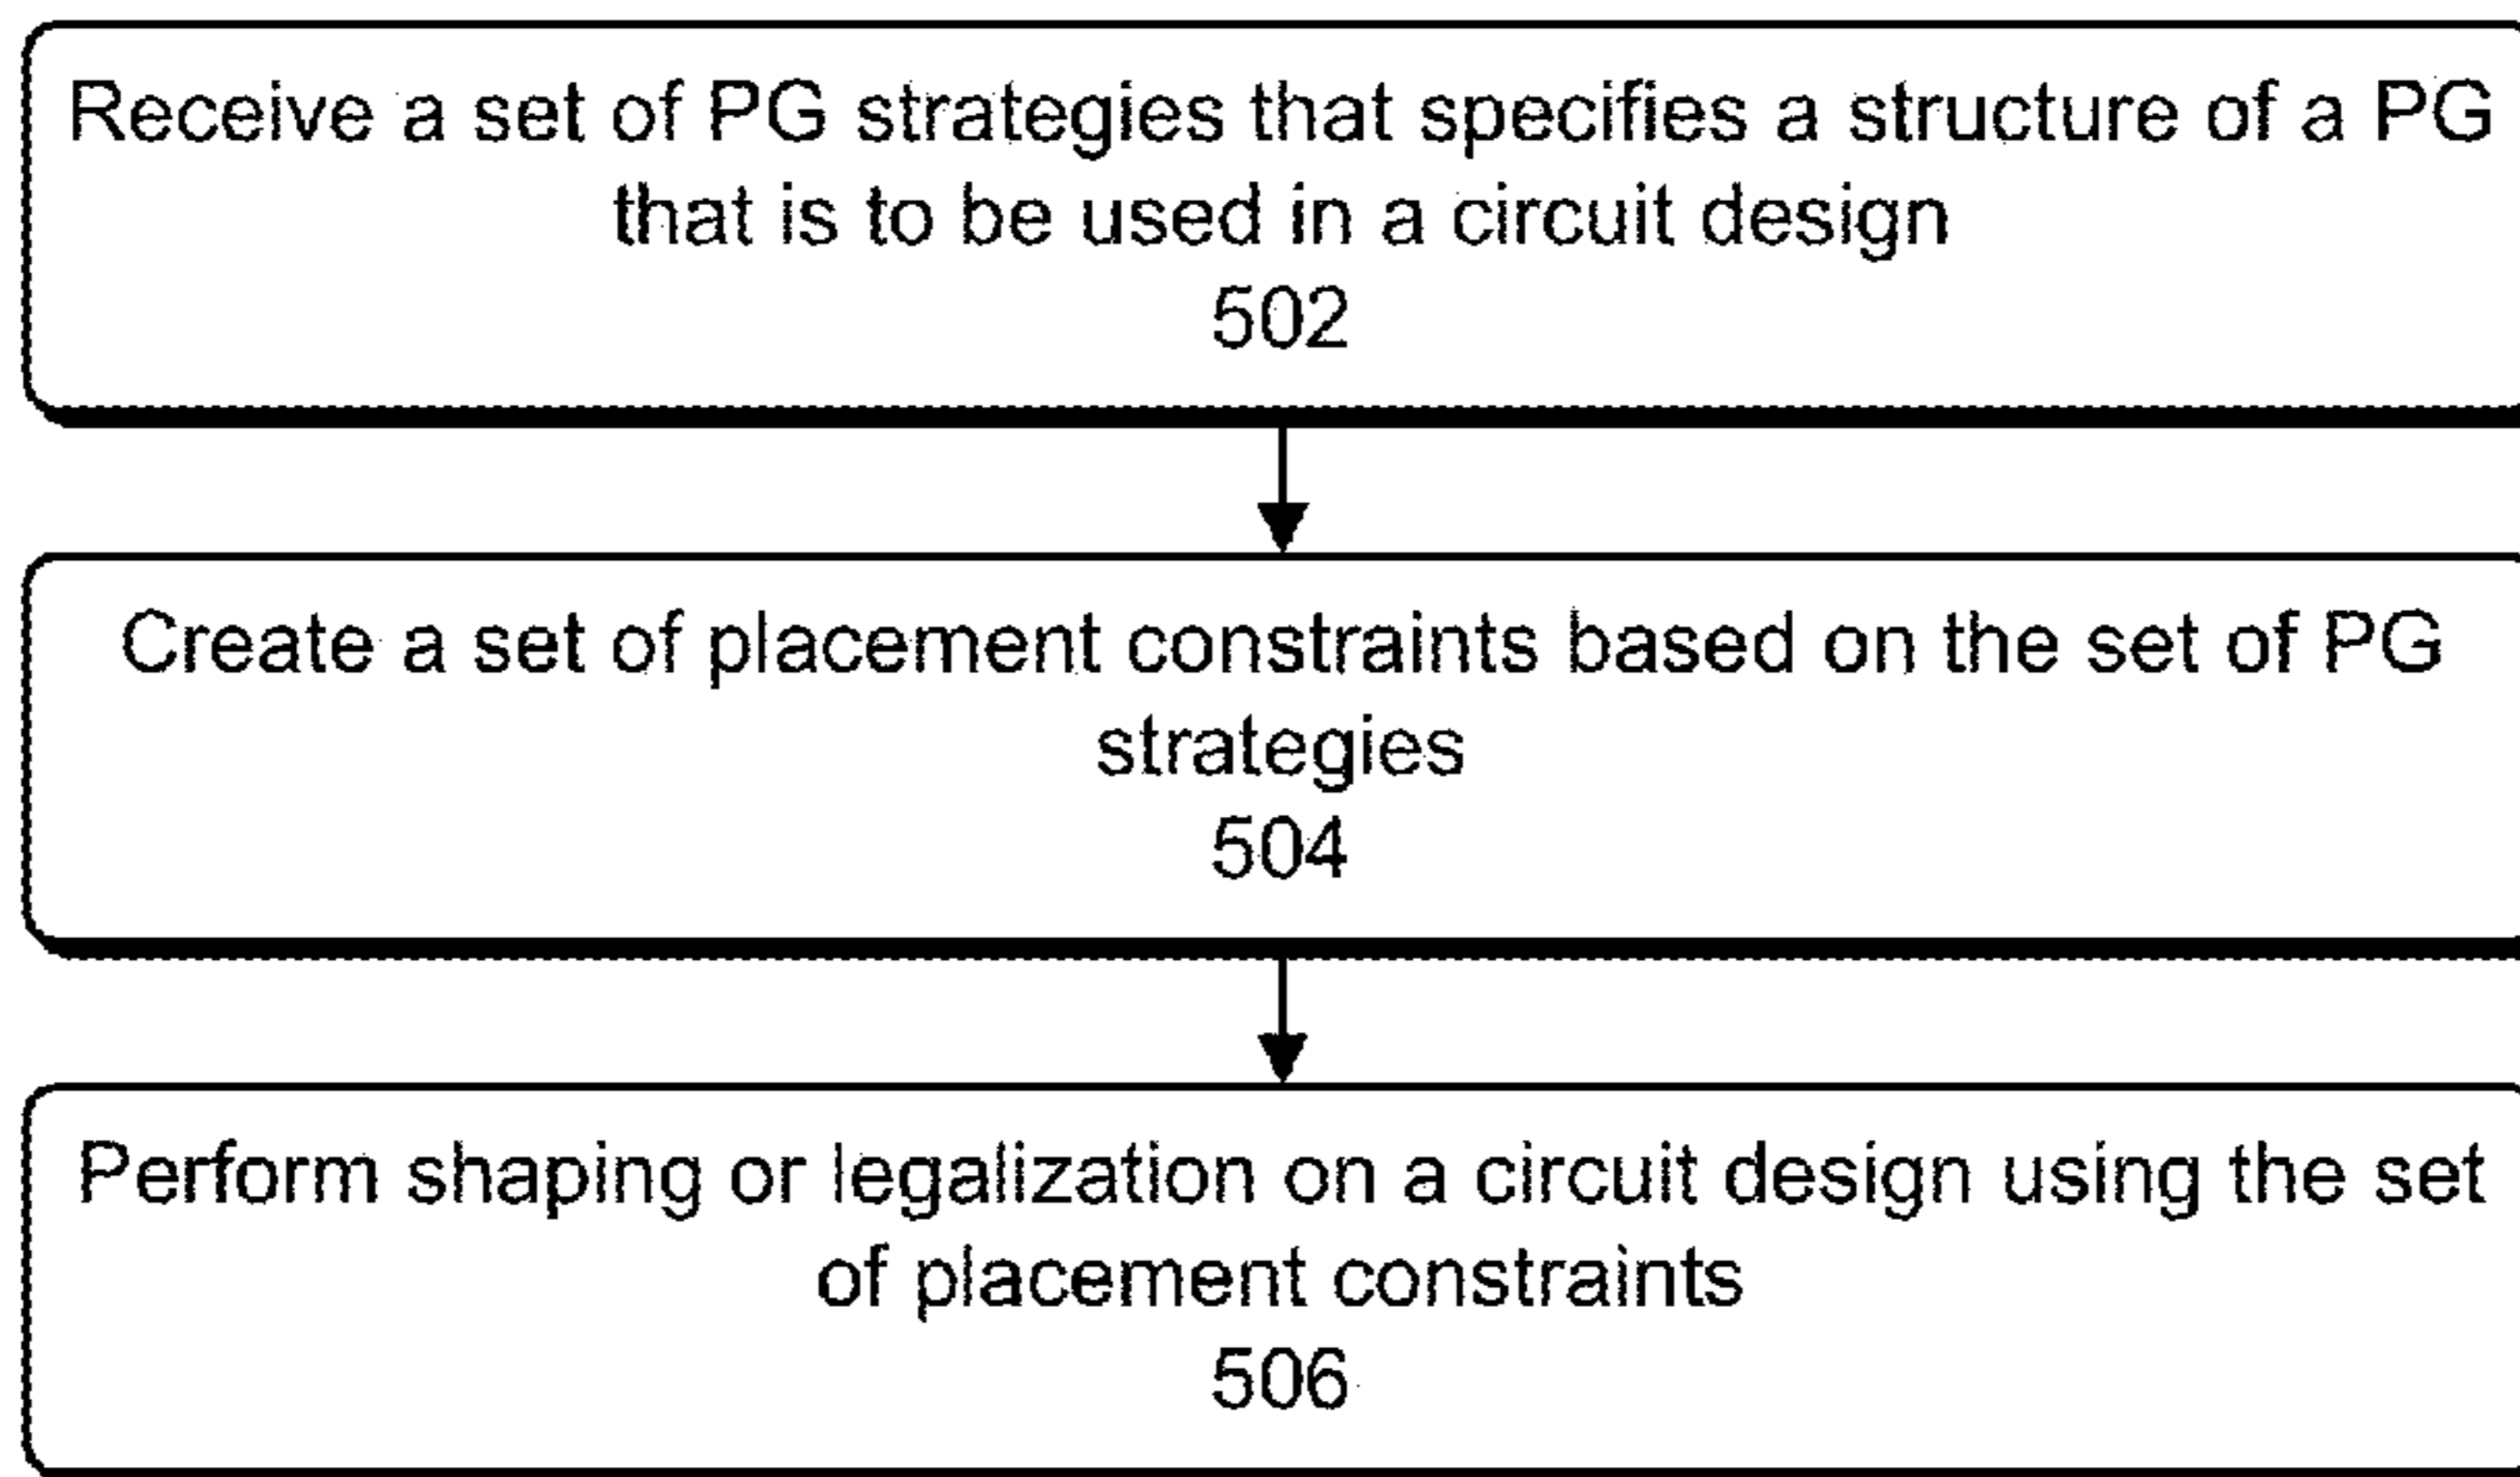 Receive a set of PG strategies that specifies a structure of a PG
that is to be used in a circuit design
502
Create a set of placement constraints based on the set of PG
strategies
504
Perform shaping or legalization on a circuit design using the set
of placement constraints
506